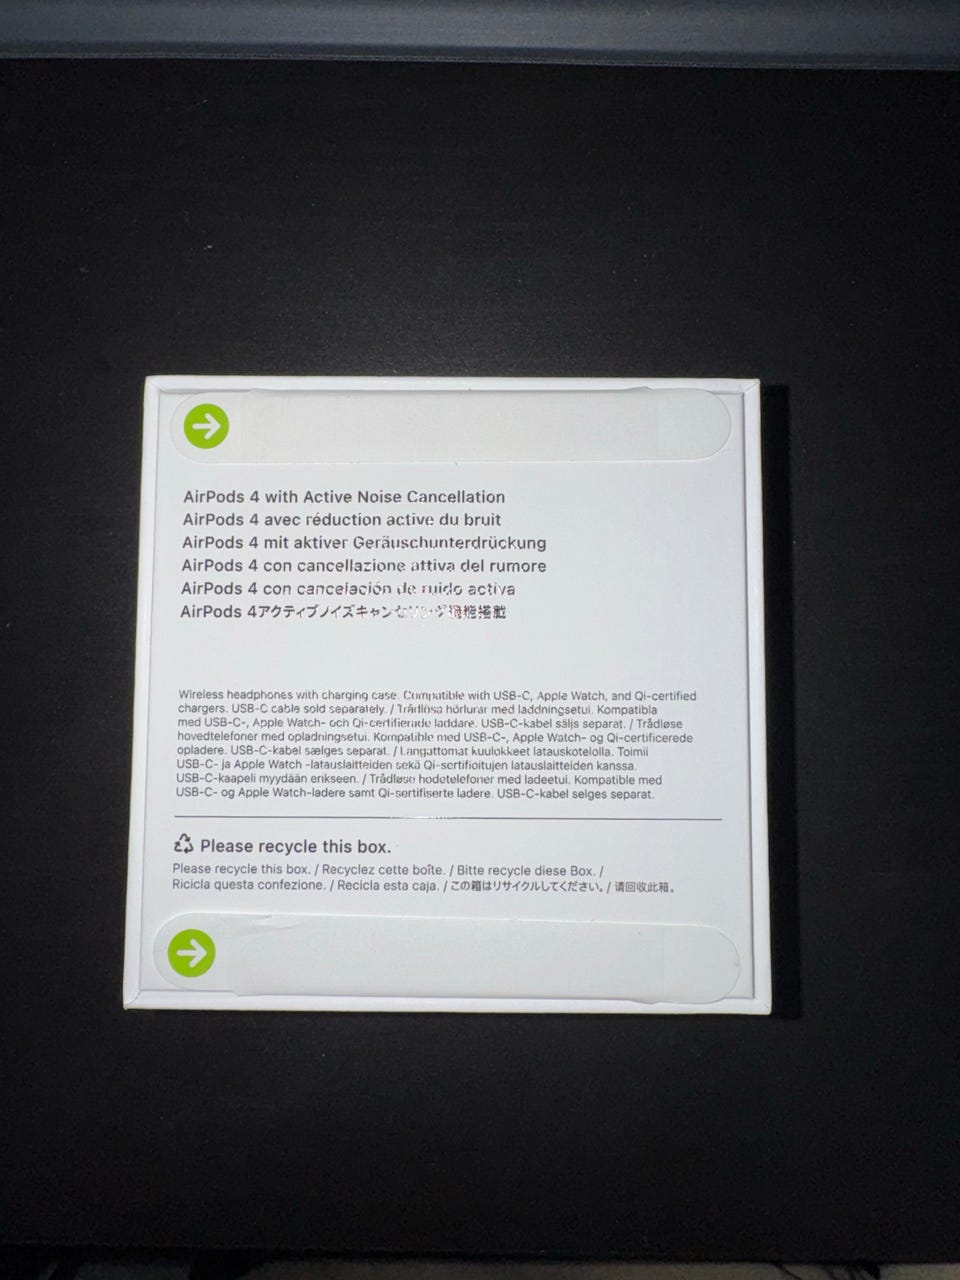 AirPods 4 with Active Noise Cancellation
AirPods 4 avec réduction active du bruit
AirPods 4 mit aktiver Geräuschunterdrückung
AirPods 4 con cancellazione attiva del rumore
AirPods 4 con cancelación de ruido activa
AirPods 4アクティブノイズキャンセリング機能搭載
Wireless headphones with charging case. Compatible with USB-C, Apple Watch, and Qi-certified
chargers. USB-C cable sold separately. / Trådlösa hörlurar med laddningsetui. Kompatibla
med USB-C-, Apple Watch- och Qi-certifierade laddare. USB-C-kabel säljs separat. / Trådløse
hovedtelefoner med opladningsetui. Kompatible med USB-C-, Apple Watch- og Qi-certificerede
opladere. USB-C-kabel sælges separat. / Langattomat kuulokkeet latauskotelolla. Toimii
USB-C- ja Apple Watch -latauslaitteiden sekä Qi-sertifioitujen latauslaitteiden kanssa.
USB-C-kaapeli myydään erikseen. / Trådløse hodetelefoner med ladeetui. Kompatible med
USB-C- og Apple Watch-ladere samt Qi-sertifiserte ladere. USB-C-kabel selges separat.
Please recycle this box.
Please recycle this box. / Recyclez cette boîte. / Bitte recycle diese Box. /
Ricicla questa confezione. / Recicla esta caja. / この箱はリサイクルしてください。/ 请回收此箱。